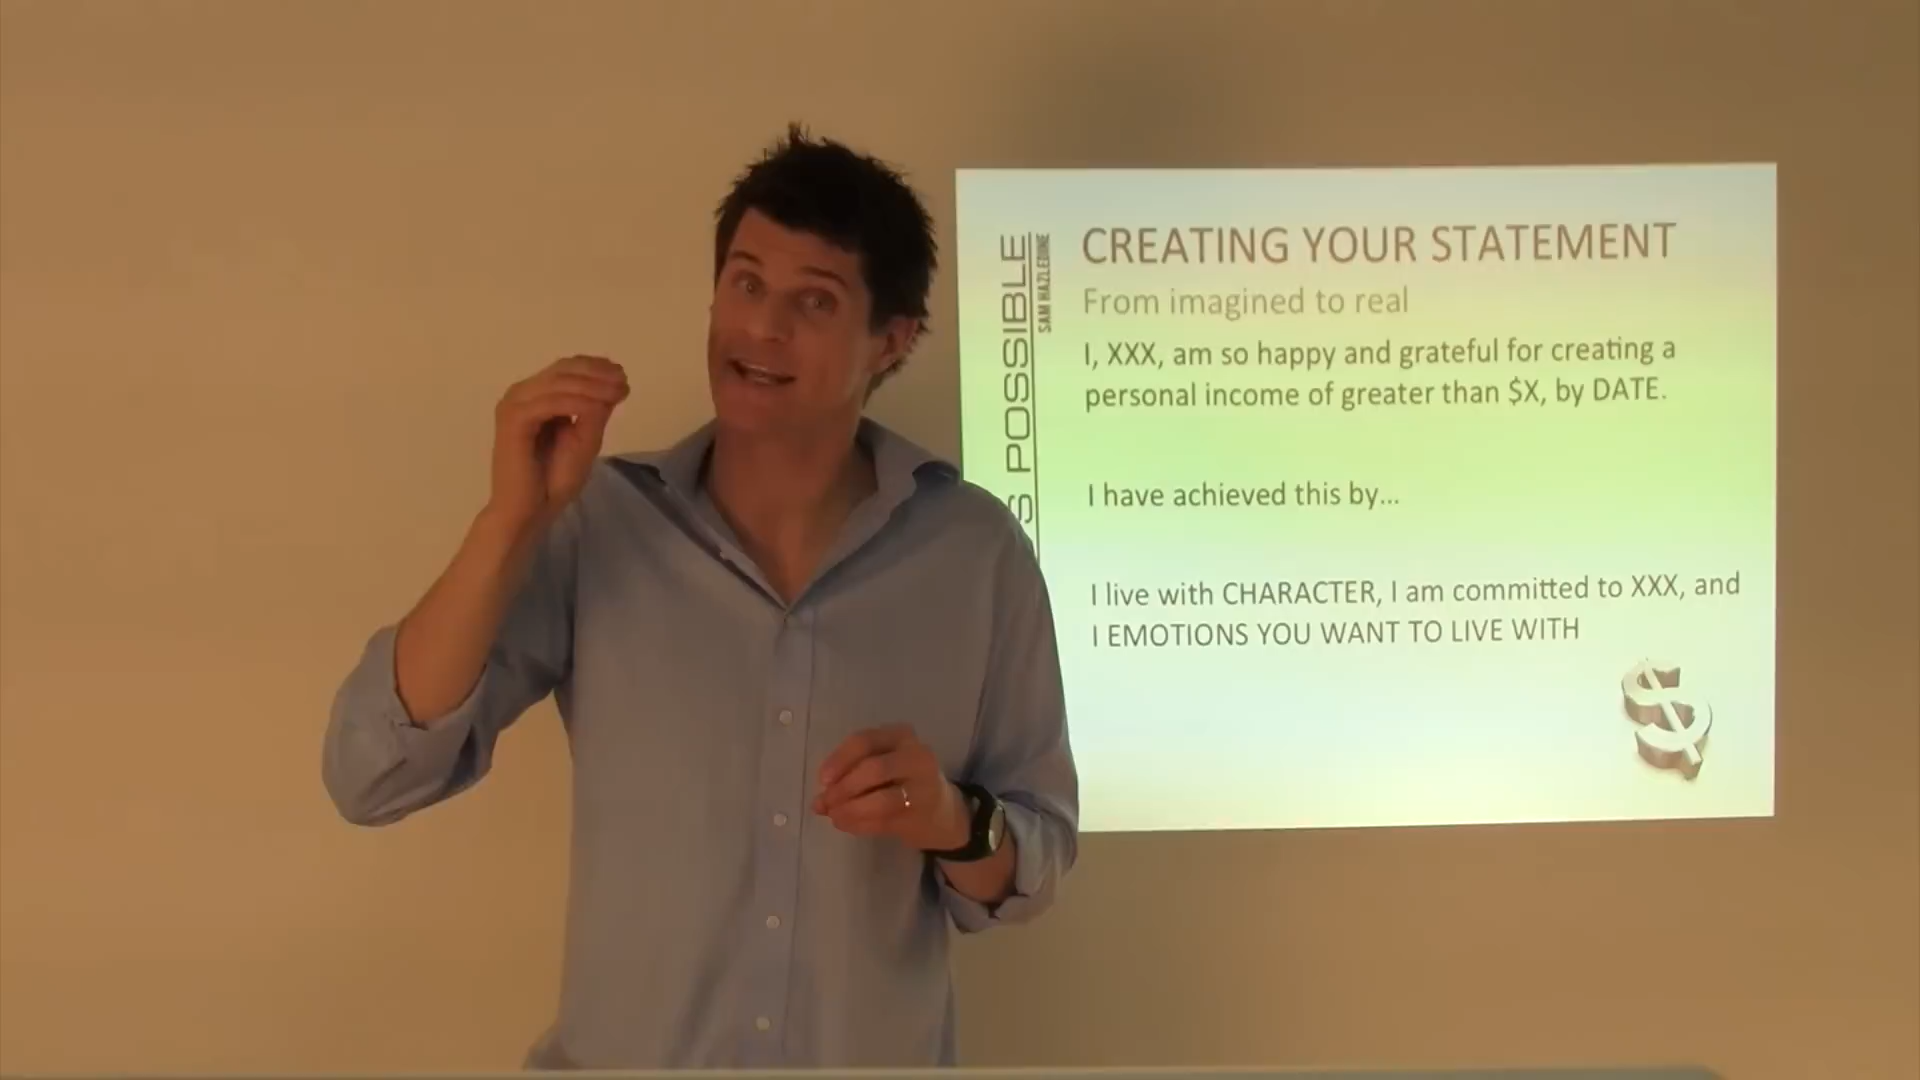 CREATING YOUR STATEMENT
From imagined to real
I, XXX, am so happy and grateful for creating a
personal income of greater than $X, by DATE.
I have achieved this by...
I live with CHARACTER, I am committed to XXX, and
I EMOTIONS YOU WANT TO LIVE WITH
S POSSIBLE
SAM HAZLEDINE